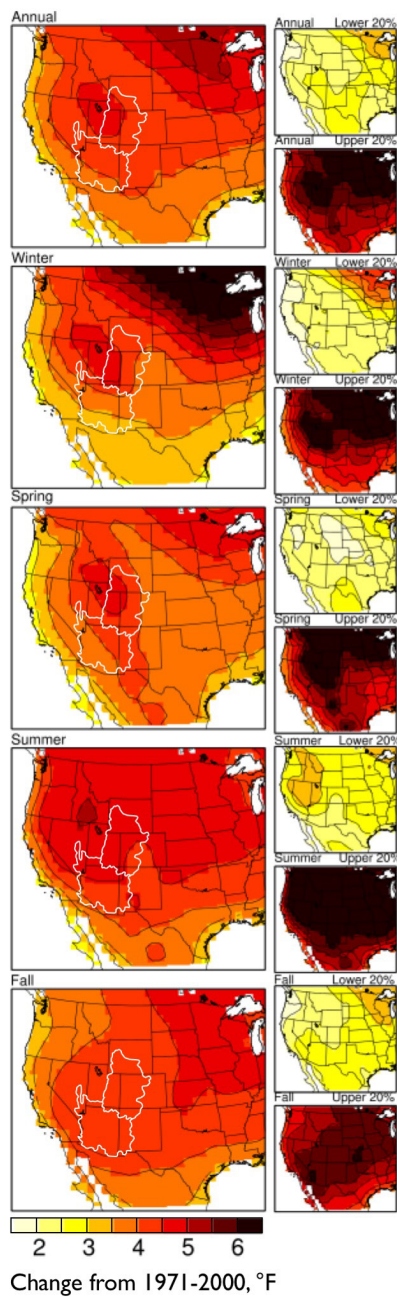 Annual
Annual Lower 20%
Annual Upper 20%
Winter
Winter Lower 20%
Winter Upper 20%
Spring
Spring Lower 20%
Spring Upper 20%
Summer
Summer Lower 20%
Summer Upper 20%
Fall
Fall Lower 20%
Fall Upper 20%
2 3 4 5 6
Change from 1971-2000, °F